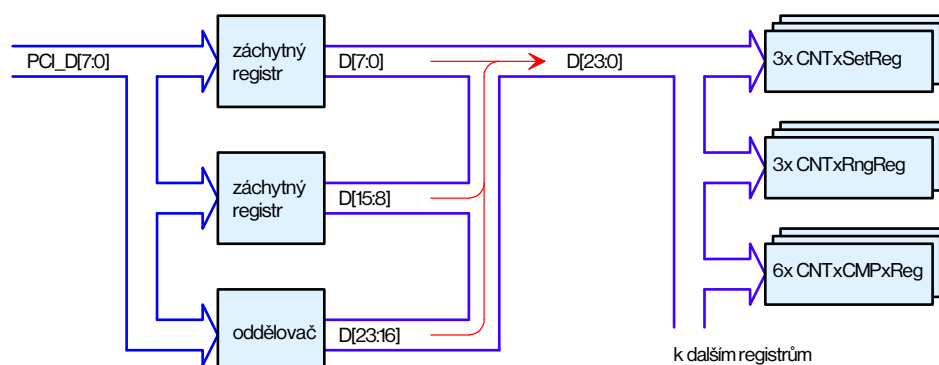 PCI_D[7:0]
záchytný
registr
D[7:0]
D[23:0]
3x CNTxSetReg
záchytný
registr
D[15:8]
3x CNTxRngReg
oddělovač
D[23:16]
6x CNTxCMPxReg
k dalším registrům